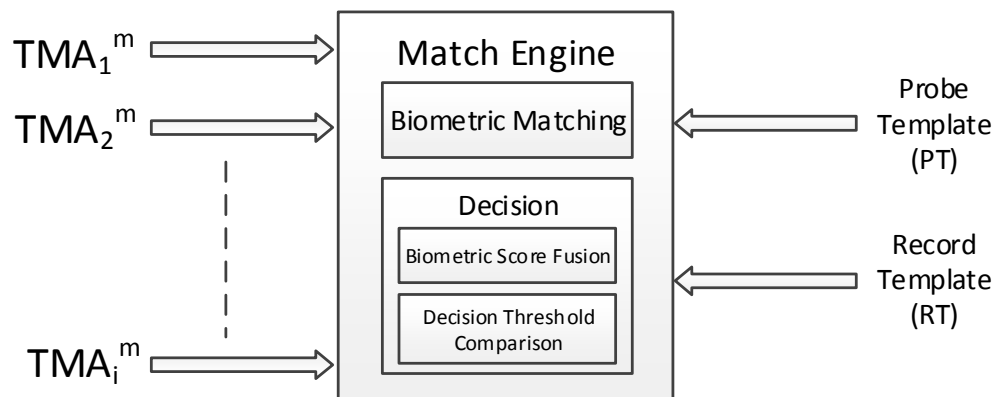 TMA₁ᵐ
TMA₂ᵐ
TMAᵢᵐ
Match Engine
Biometric Matching
Decision
Biometric Score Fusion
Decision Threshold
Comparison
Probe
Template
(PT)
Record
Template
(RT)